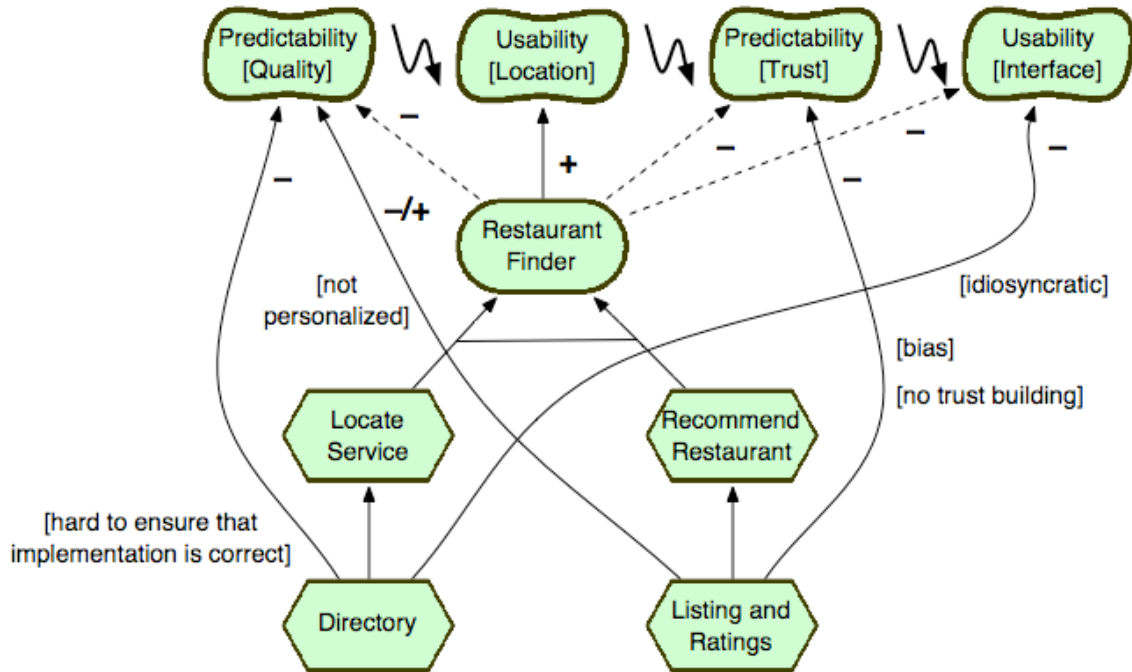 Predictability
[Quality]
Usability
[Location]
Predictability
[Trust]
Usability
[Interface]
–
–
–
–
–
–/+
+
–
Restaurant
Finder
[not
personalized]
[idiosyncratic]
[bias]
[no trust building]
Locate
Service
Recommend
Restaurant
[hard to ensure that
implementation is correct]
Directory
Listing and
Ratings